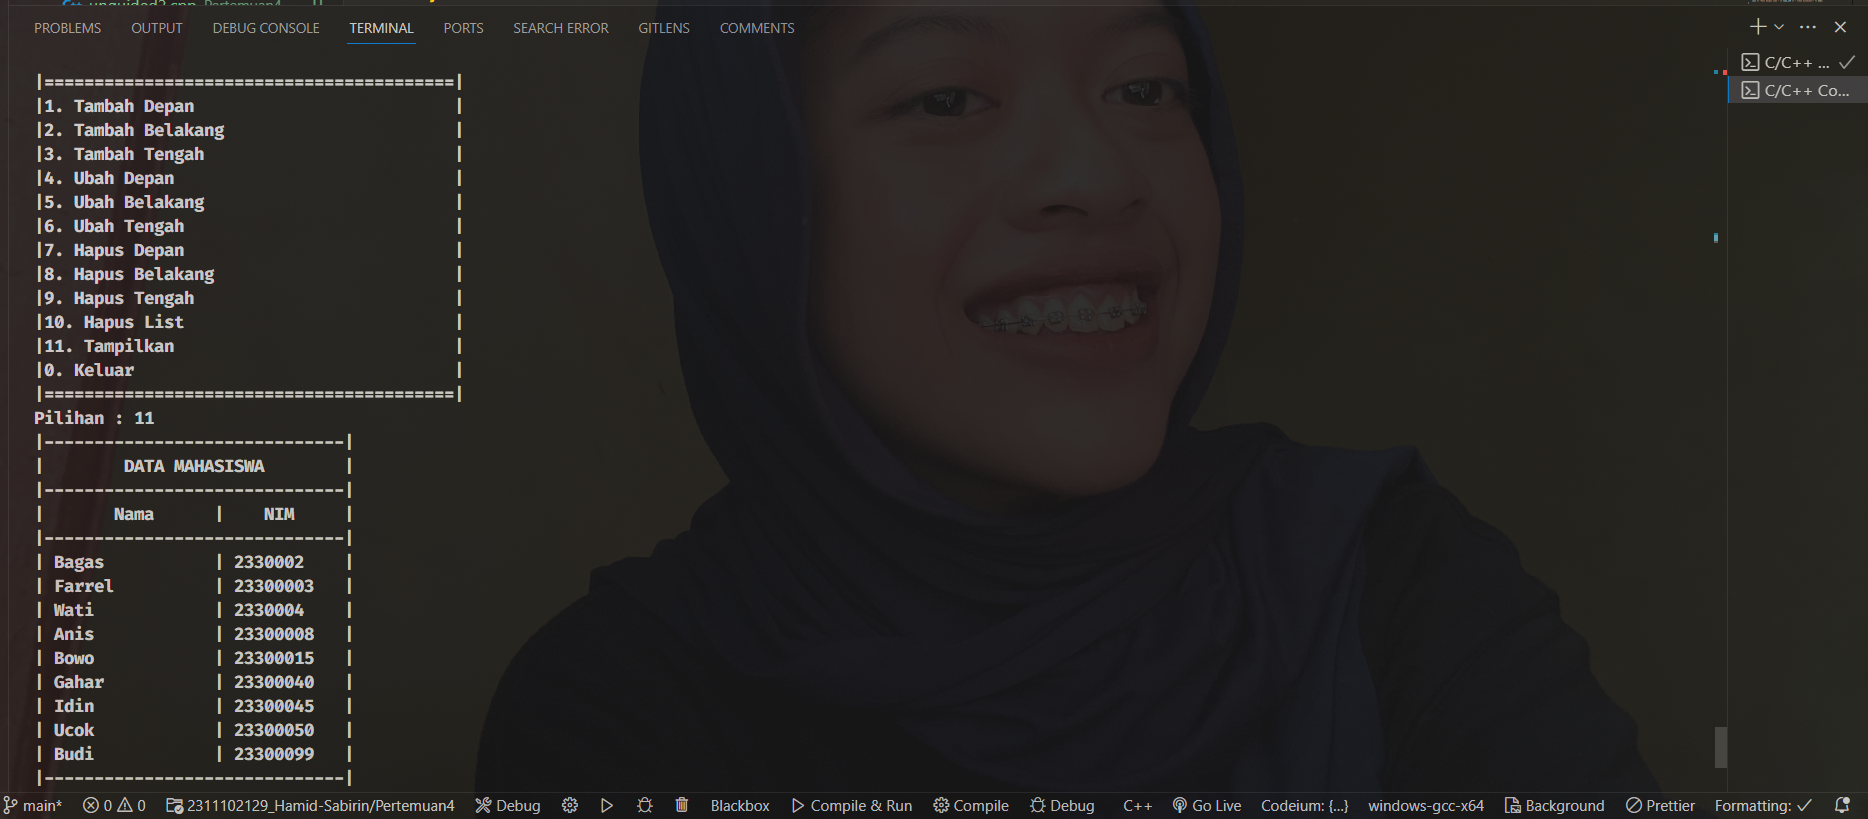 unguided2.cpp Pertemuan4 U
PROBLEMS OUTPUT DEBUG CONSOLE TERMINAL PORTS SEARCH ERROR GITLENS COMMENTS
C/C++ ...
C/C++ Co...
|=========================================|
|1. Tambah Depan |
|2. Tambah Belakang |
|3. Tambah Tengah |
|4. Ubah Depan |
|5. Ubah Belakang |
|6. Ubah Tengah |
|7. Hapus Depan |
|8. Hapus Belakang |
|9. Hapus Tengah |
|10. Hapus List |
|11. Tampilkan |
|0. Keluar |
|=========================================|
Pilihan : 11
|------------------------------|
| DATA MAHASISWA |
|------------------------------|
| Nama | NIM |
|------------------------------|
| Bagas | 2330002 |
| Farrel | 23300003 |
| Wati | 2330004 |
| Anis | 23300008 |
| Bowo | 23300015 |
| Gahar | 23300040 |
| Idin | 23300045 |
| Ucok | 23300050 |
| Budi | 23300099 |
|------------------------------|
main* 0 0 2311102129_Hamid-Sabirin/Pertemuan4 Debug Blackbox Compile & Run Compile Debug C++ Go Live Codeium: {...} windows-gcc-x64 Background Prettier Formatting: